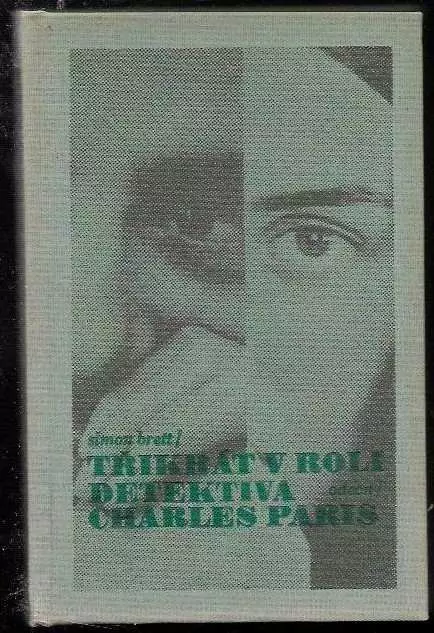 simon brett/
TŘIKRÁT V ROLI
DETEKTIVA
odeon/
CHARLES PARIS